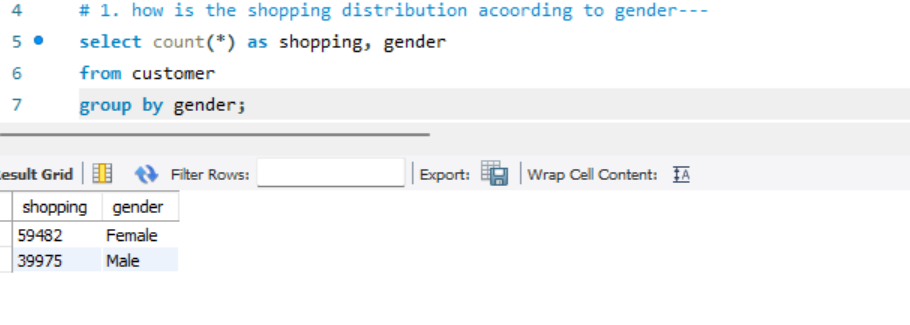 4 # 1. how is the shopping distribution acoording to gender---
5 select count(*) as shopping, gender
6 from customer
7 group by gender;
esult Grid Filter Rows: Export: Wrap Cell Content: IA
shopping gender
59482 Female
39975 Male